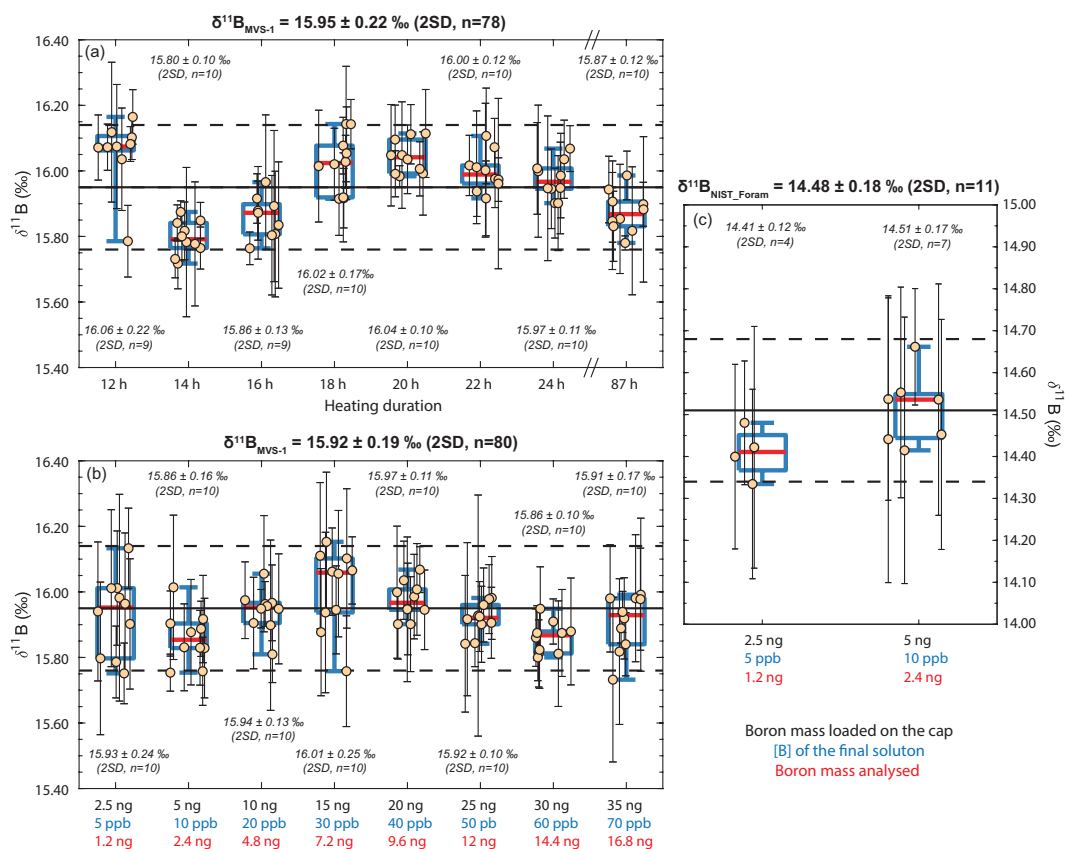 δ11BMVS-1 = 15.95 ± 0.22 ‰ (2SD, n=78)
(a)
16.40
16.20
16.00
15.80
15.60
15.40
δ11B (‰)
15.80 ± 0.10 ‰
(2SD, n=10)
16.00 ± 0.12 ‰
(2SD, n=10)
15.87 ± 0.12 ‰
(2SD, n=10)
16.02 ± 0.17‰
(2SD, n=10)
16.06 ± 0.22 ‰
(2SD, n=9)
15.86 ± 0.13 ‰
(2SD, n=9)
16.04 ± 0.10 ‰
(2SD, n=10)
15.97 ± 0.11 ‰
(2SD, n=10)
12 h 14 h 16 h 18 h 20 h 22 h 24 h 87 h
Heating duration
δ11BMVS-1 = 15.92 ± 0.19 ‰ (2SD, n=80)
(b)
16.40
16.20
16.00
15.80
15.60
15.40
δ11B (‰)
15.86 ± 0.16 ‰
(2SD, n=10)
15.97 ± 0.11 ‰
(2SD, n=10)
15.91 ± 0.17 ‰
(2SD, n=10)
15.86 ± 0.10 ‰
(2SD, n=10)
15.94 ± 0.13 ‰
(2SD, n=10)
15.93 ± 0.24 ‰
(2SD, n=10)
16.01 ± 0.25 ‰
(2SD, n=10)
15.92 ± 0.10 ‰
(2SD, n=10)
2.5 ng 5 ng 10 ng 15 ng 20 ng 25 ng 30 ng 35 ng
5 ppb 10 ppb 20 ppb 30 ppb 40 ppb 50 pb 60 ppb 70 ppb
1.2 ng 2.4 ng 4.8 ng 7.2 ng 9.6 ng 12 ng 14.4 ng 16.8 ng
δ11BNIST_Foram = 14.48 ± 0.18 ‰ (2SD, n=11)
(c)
14.41 ± 0.12 ‰
(2SD, n=4)
14.51 ± 0.17 ‰
(2SD, n=7)
15.00
14.90
14.80
14.70
14.60
14.50
14.40
14.30
14.20
14.10
14.00
δ11B (‰)
2.5 ng 5 ng
5 ppb 10 ppb
1.2 ng 2.4 ng
Boron mass loaded on the cap
[B] of the final soluton
Boron mass analysed